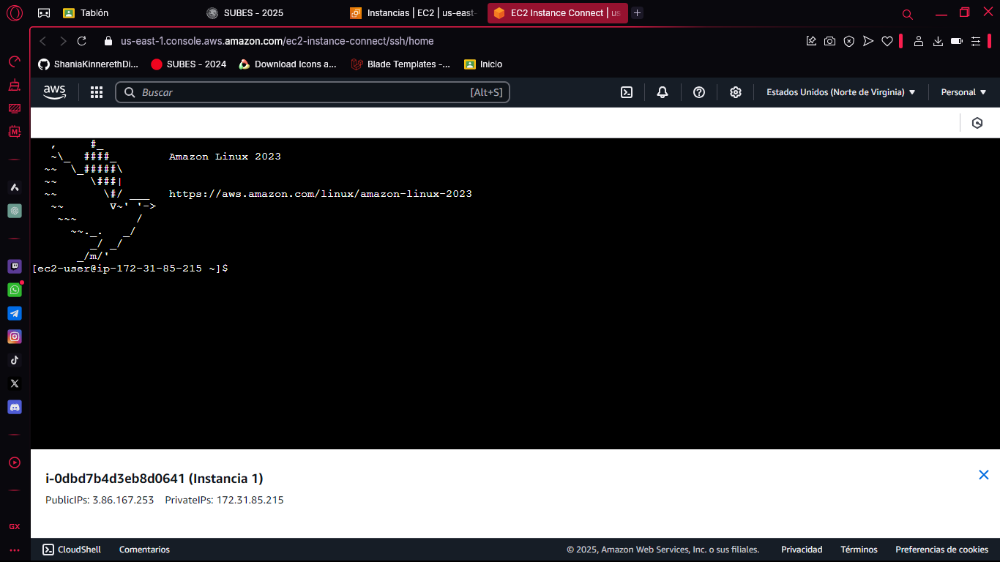 Tablón
SUBES - 2025
Instancias | EC2 | us-east-
EC2 Instance Connect | us
us-east-1.console.aws.amazon.com/ec2-instance-connect/ssh/home
ShaniaKinnerethDi...
SUBES - 2024
Download Icons a...
Blade Templates -...
Inicio
aws
Buscar
[Alt+S]
Estados Unidos (Norte de Virginia)
Personal
   ,     #_
   ~\_  ####_        Amazon Linux 2023
  ~~  \_#####\
  ~~     \###|
  ~~       \#/ ___   https://aws.amazon.com/linux/amazon-linux-2023
   ~~       V~' '->
    ~~~         /
      ~~._.   _/
         _/ _/
       _/m/'
[ec2-user@ip-172-31-85-215 ~]$
i-0dbd7b4d3eb8d0641 (Instancia 1)
PublicIPs: 3.86.167.253 PrivateIPs: 172.31.85.215
GX
CloudShell
Comentarios
© 2025, Amazon Web Services, Inc. o sus filiales.
Privacidad
Términos
Preferencias de cookies